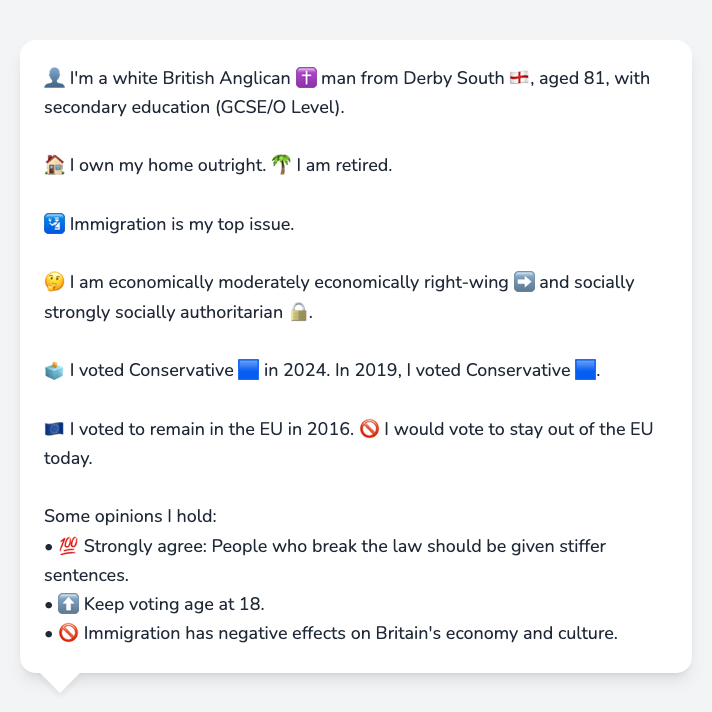 👤 I'm a white British Anglican ✝️ man from Derby South 🏴󠁧󠁢󠁥󠁮󠁧󠁿, aged 81, with
secondary education (GCSE/O Level).
🏠 I own my home outright. 🌴 I am retired.
🛂 Immigration is my top issue.
🤔 I am economically moderately economically right-wing ➡️ and socially
strongly socially authoritarian 🔒.
🗳️ I voted Conservative 🟦 in 2024. In 2019, I voted Conservative 🟦.
🇪🇺 I voted to remain in the EU in 2016. 🚫 I would vote to stay out of the EU
today.
Some opinions I hold:
• 💯 Strongly agree: People who break the law should be given stiffer
sentences.
• ⬆️ Keep voting age at 18.
• 🚫 Immigration has negative effects on Britain's economy and culture.